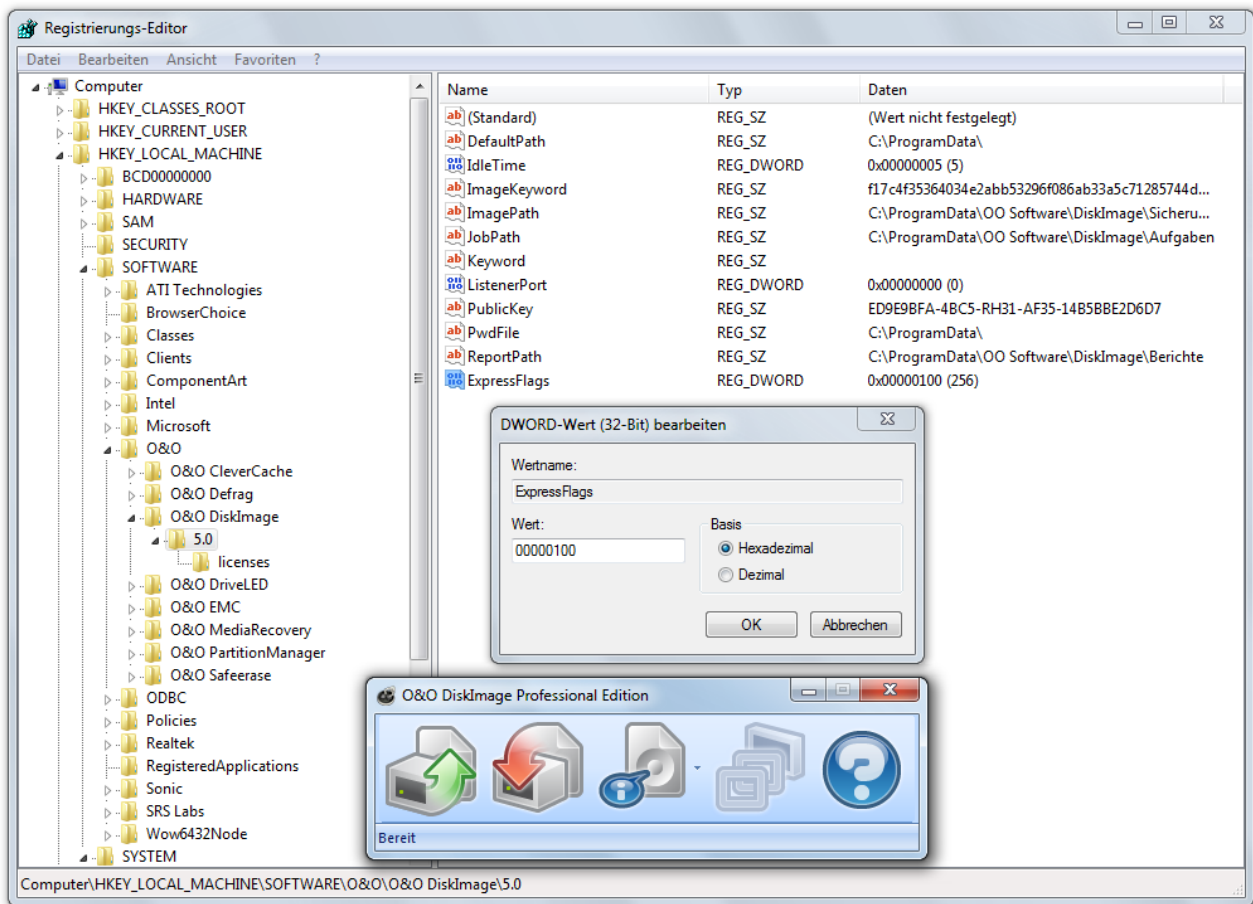 Registrierungs-Editor
Datei Bearbeiten Ansicht Favoriten ?
Computer
HKEY_CLASSES_ROOT
HKEY_CURRENT_USER
HKEY_LOCAL_MACHINE
BCD00000000
HARDWARE
SAM
SECURITY
SOFTWARE
ATI Technologies
BrowserChoice
Classes
Clients
ComponentArt
Intel
Microsoft
O&O
O&O CleverCache
O&O Defrag
O&O DiskImage
5.0
licenses
O&O DriveLED
O&O EMC
O&O MediaRecovery
O&O PartitionManager
O&O Safeerase
ODBC
Policies
Realtek
RegisteredApplications
Sonic
SRS Labs
Wow6432Node
SYSTEM
Name Typ Daten
(Standard) REG_SZ (Wert nicht festgelegt)
DefaultPath REG_SZ C:\ProgramData\
IdleTime REG_DWORD 0x00000005 (5)
ImageKeyword REG_SZ f17c4f35364034e2abb53296f086ab33a5c71285744d...
ImagePath REG_SZ C:\ProgramData\OO Software\DiskImage\Sicheru...
JobPath REG_SZ C:\ProgramData\OO Software\DiskImage\Aufgaben
Keyword REG_SZ
ListenerPort REG_DWORD 0x00000000 (0)
PublicKey REG_SZ ED9E9BFA-4BC5-RH31-AF35-14B5BBE2D6D7
PwdFile REG_SZ C:\ProgramData\
ReportPath REG_SZ C:\ProgramData\OO Software\DiskImage\Berichte
ExpressFlags REG_DWORD 0x00000100 (256)
DWORD-Wert (32-Bit) bearbeiten
Wertname:
ExpressFlags
Wert:
00000100
Basis
Hexadezimal
Dezimal
OK Abbrechen
O&O DiskImage Professional Edition
Bereit
Computer\HKEY_LOCAL_MACHINE\SOFTWARE\O&O\O&O DiskImage\5.0